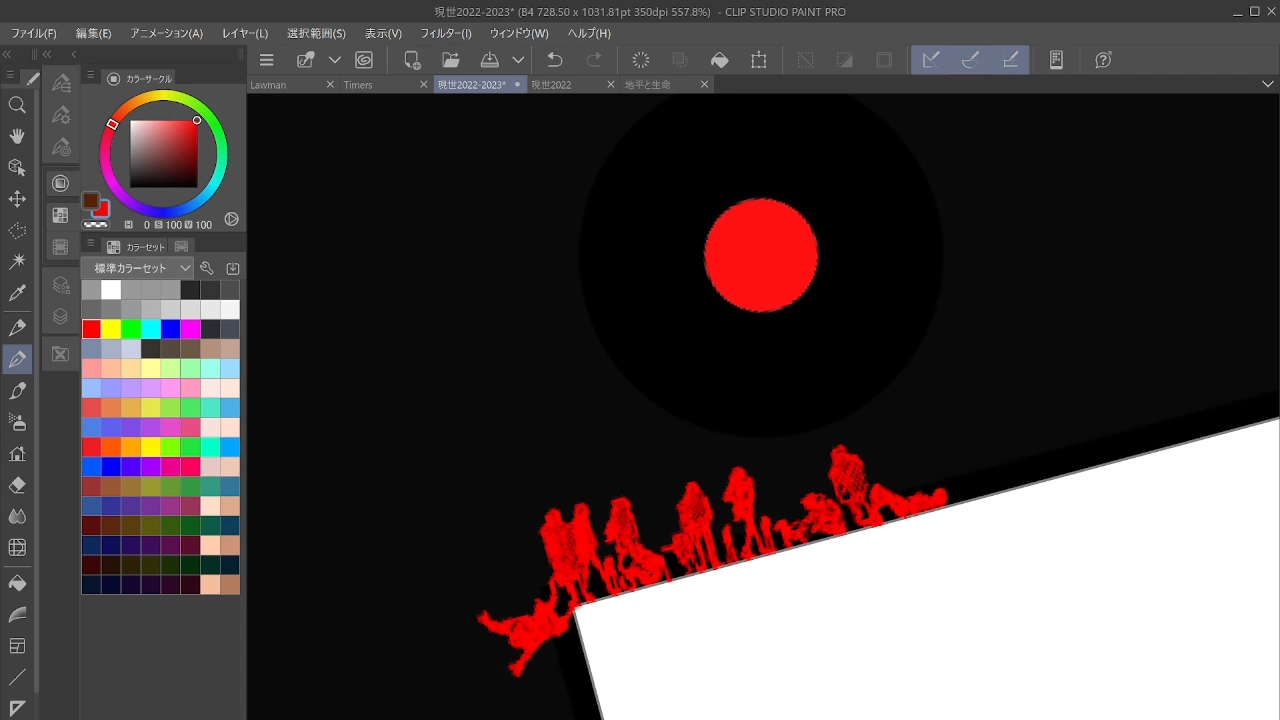 現世2022-2023* (B4 728.50 x 1031.81pt 350dpi 557.8%) - CLIP STUDIO PAINT PRO
ファイル(F) 編集(E) アニメーション(A) レイヤー(L) 選択範囲(S) 表示(V) フィルター(I) ウィンドウ(W) ヘルプ(H)
カラーサークル
Lawman Timers 現世2022-2023* 現世2022 地平と生命
H 0 S 100 V 100
カラーセット
標準カラーセット